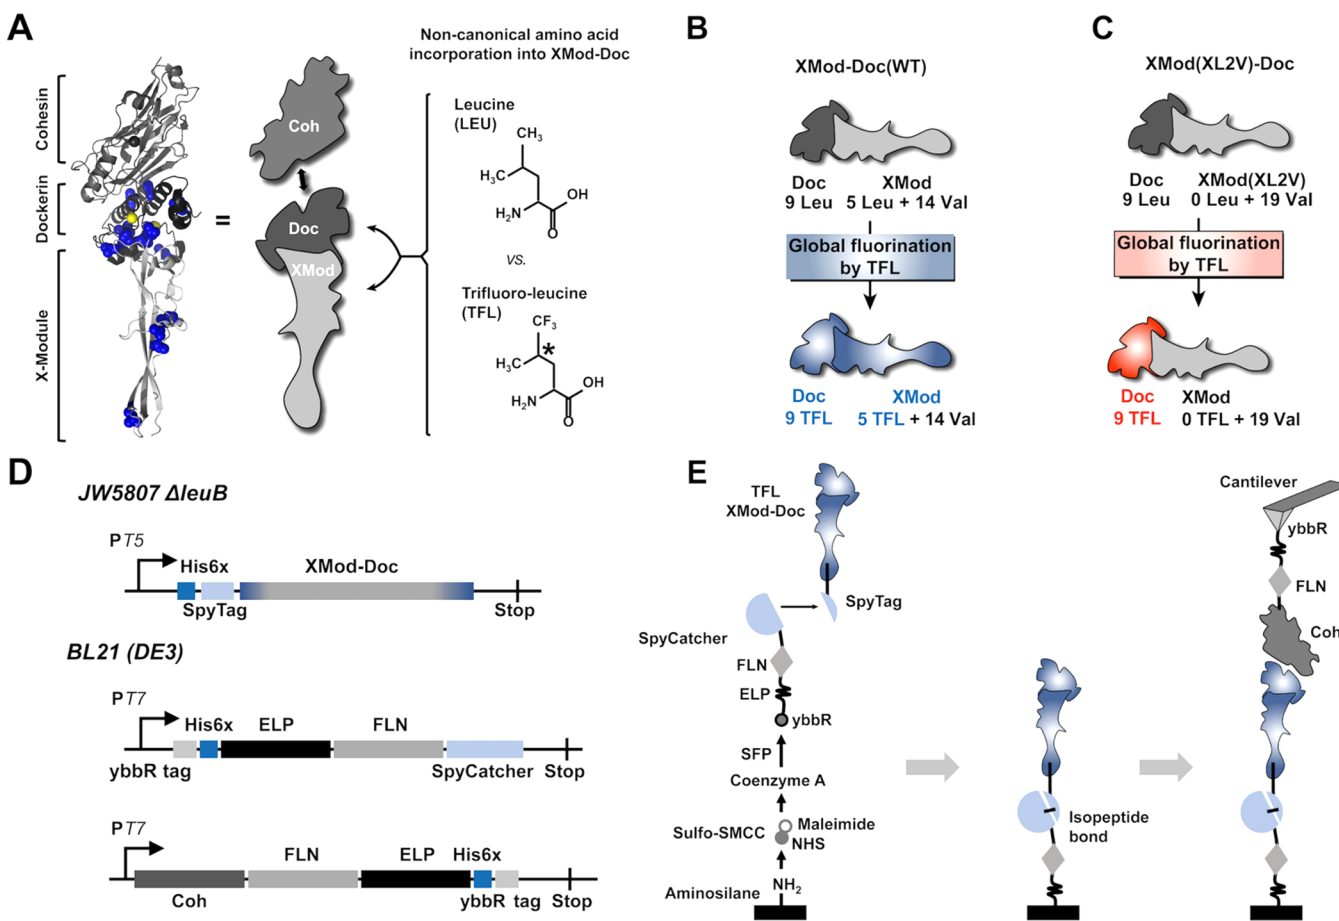 A
Non-canonical amino acid
incorporation into XMod-Doc
Cohesin
Dockerin
X-Module
=
Coh
Doc
XMod
Leucine
(LEU)
CH₃
H₃C
OH
H₂N
O
vs.
Trifluoro-leucine
(TFL)
CF₃
*
H₃C
OH
H₂N
O
B
XMod-Doc(WT)
Doc XMod
9 Leu 5 Leu + 14 Val
Global fluorination
by TFL
Doc XMod
9 TFL 5 TFL + 14 Val
C
XMod(XL2V)-Doc
Doc XMod(XL2V)
9 Leu 0 Leu + 19 Val
Global fluorination
by TFL
Doc XMod
9 TFL 0 TFL + 19 Val
D
JW5807 ΔleuB
PT5
His6x XMod-Doc
SpyTag Stop
BL21 (DE3)
PT7
His6x ELP FLN
ybbR tag SpyCatcher Stop
PT7
FLN ELP His6x
Coh ybbR tag Stop
E
TFL
XMod-Doc
SpyTag
SpyCatcher
FLN
ELP
ybbR
SFP
Coenzyme A
Sulfo-SMCC Maleimide
NHS
Aminosilane NH₂
Isopeptide
bond
Cantilever
ybbR
FLN
Coh